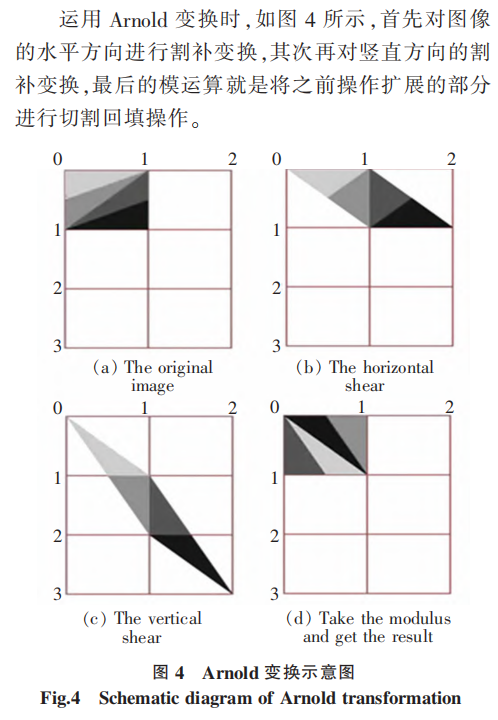 运用 Arnold 变换时,如图 4 所示,首先对图像
的水平方向进行割补变换,其次再对竖直方向的割
补变换,最后的模运算就是将之前操作扩展的部分
进行切割回填操作。
0 1 2
1
2
3
(a) The original
image
0 1 2
1
2
3
(b) The horizontal
shear
0 1 2
1
2
3
(c) The vertical
shear
0 1 2
1
2
3
(d) Take the modulus
and get the result
图 4 Arnold 变换示意图
Fig.4 Schematic diagram of Arnold transformation